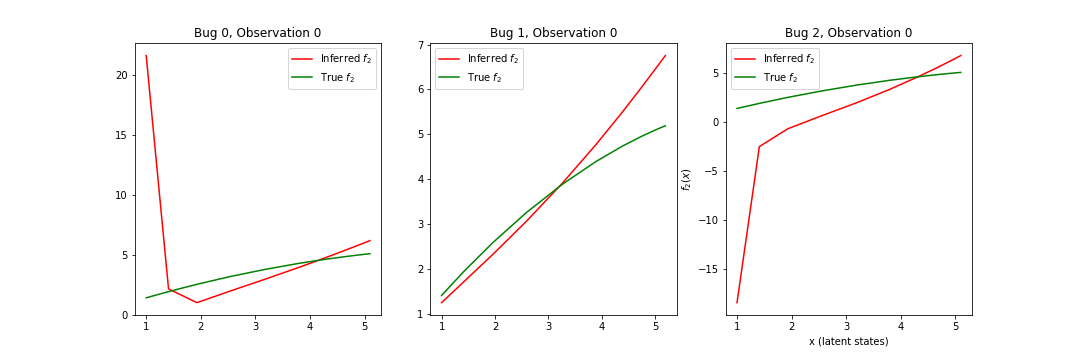 Bug 0, Observation 0
Inferred f₂
True f₂
20
15
10
5
0
1 2 3 4 5
Bug 1, Observation 0
Inferred f₂
True f₂
7
6
5
4
3
2
1
1 2 3 4 5
Bug 2, Observation 0
Inferred f₂
True f₂
f₂(x)
5
0
−5
−10
−15
1 2 3 4 5
x (latent states)